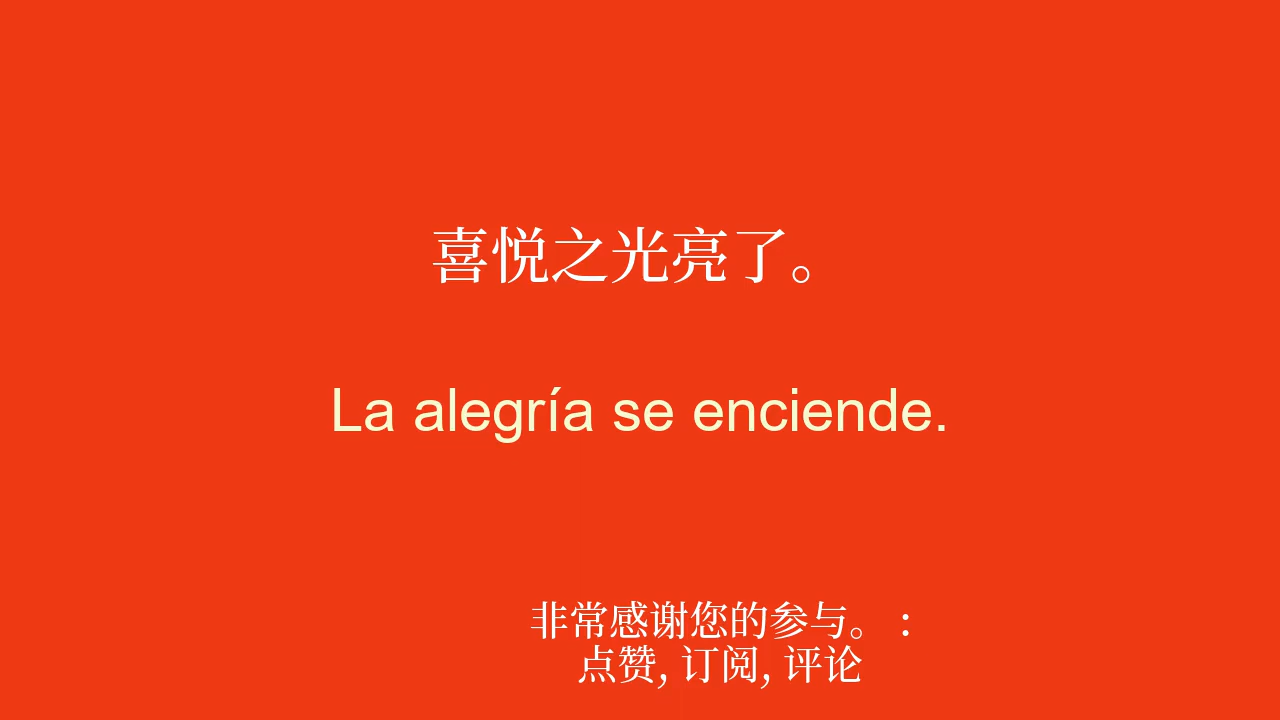 喜悦之光亮了。
La alegría se enciende.
非常感谢您的参与。 :
点赞, 订阅, 评论